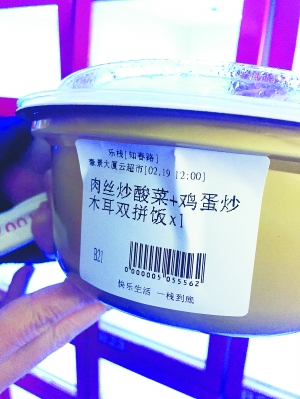 乐栈[知春路]
豪景大厦云超市[02.19 12:00]
肉丝炒酸菜+鸡蛋炒
木耳双拼饭x1
B21
0000005055562
快乐生活 一栈到底